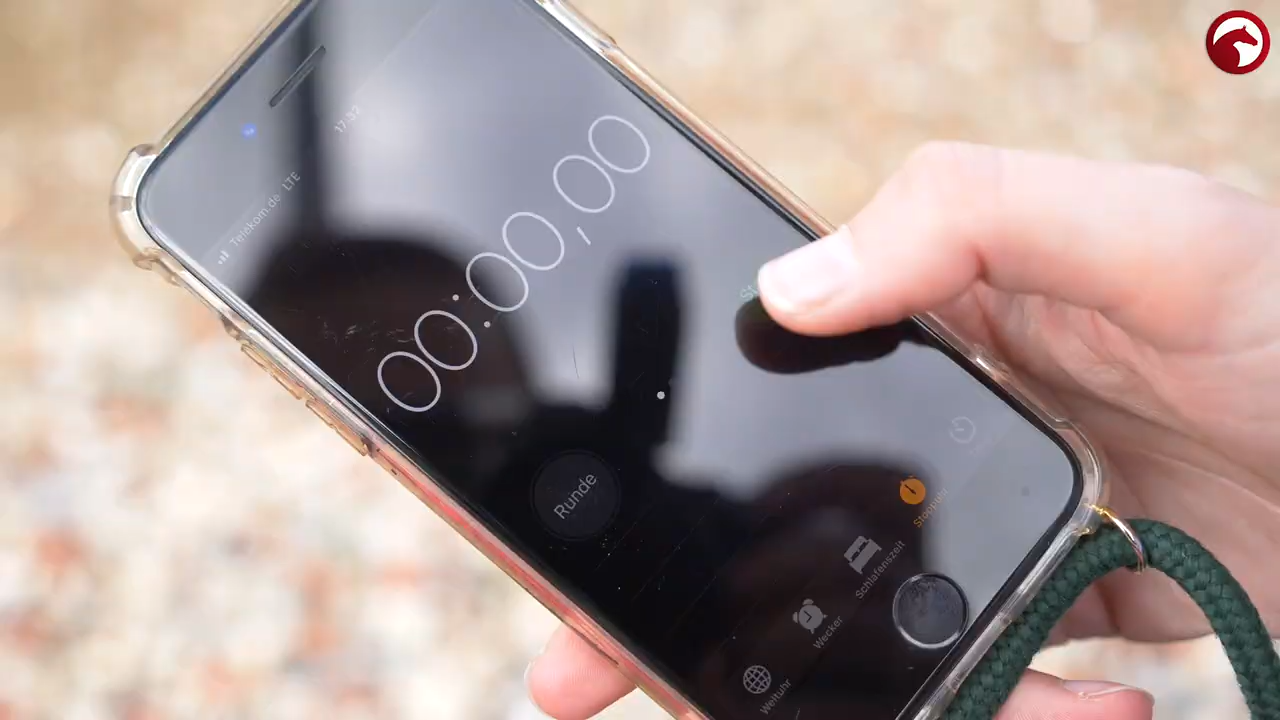 Telekom.de LTE
17:32
00:00,00
Runde
Weltuhr
Wecker
Schlafenszeit
Stoppuhr